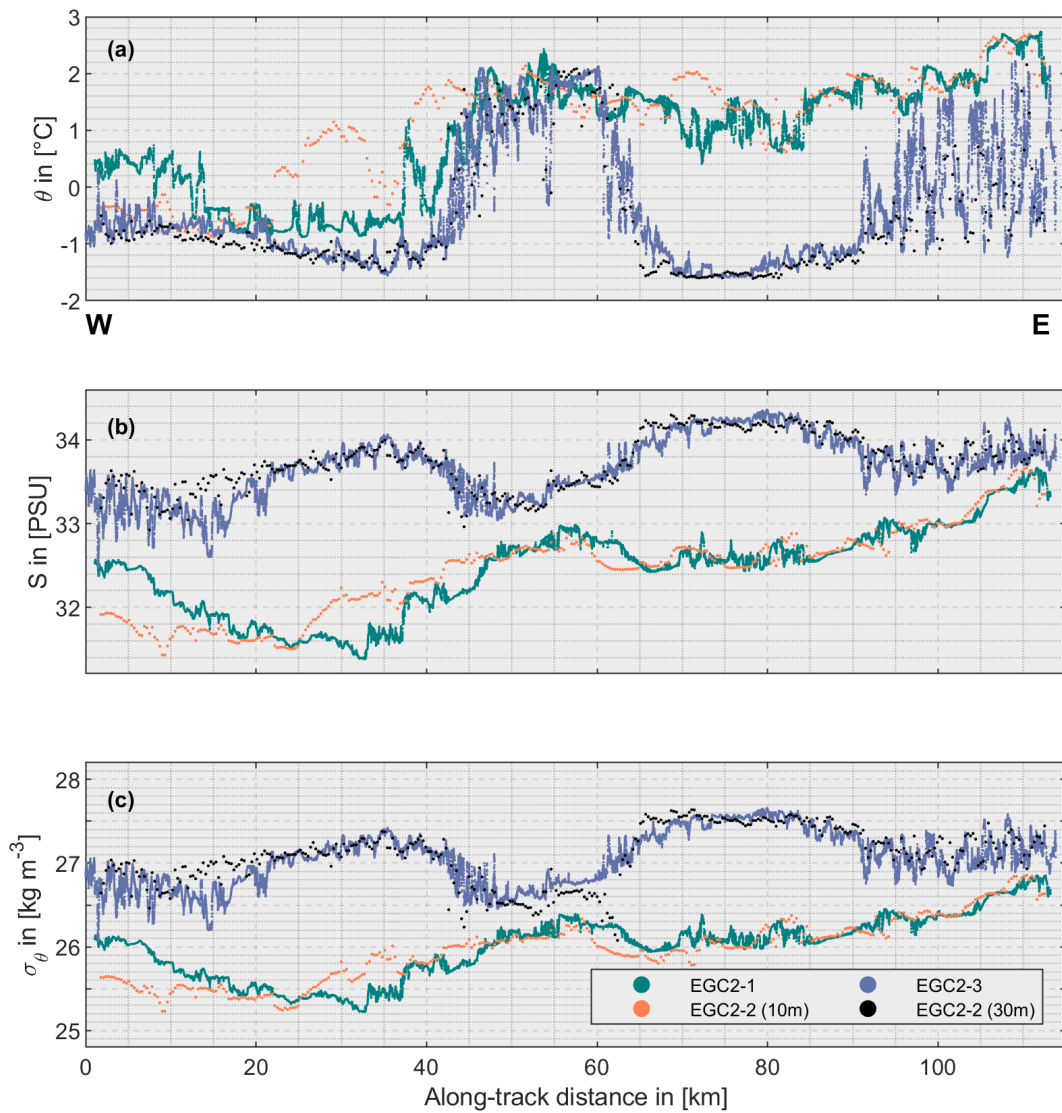 3
2
1
0
-1
-2
(a)
θ in [°C]
W
E
34
33
32
(b)
S in [PSU]
28
27
26
25
(c)
σθ in [kg m-3]
EGC2-1
EGC2-3
EGC2-2 (10m)
EGC2-2 (30m)
0 20 40 60 80 100
Along-track distance in [km]